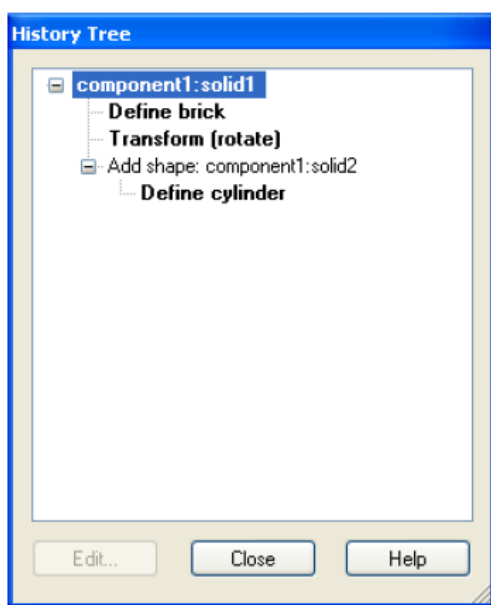 History Tree
component1:solid1
Define brick
Transform (rotate)
Add shape: component1:solid2
Define cylinder
Edit...
Close
Help